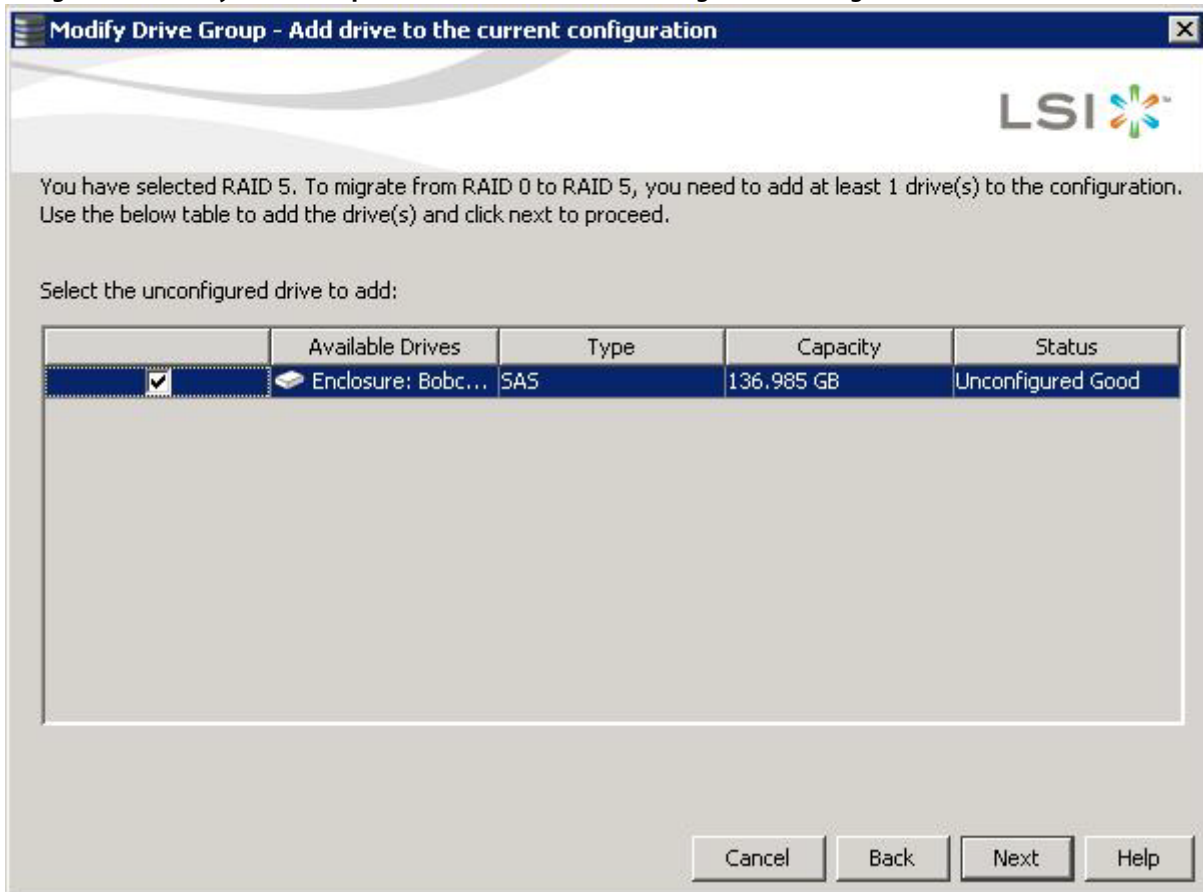 Modify Drive Group - Add drive to the current configuration
LSI
You have selected RAID 5. To migrate from RAID 0 to RAID 5, you need to add at least 1 drive(s) to the configuration.
Use the below table to add the drive(s) and click next to proceed.
Select the unconfigured drive to add:
Available Drives Type Capacity Status
Enclosure: Bobc... SAS 136.985 GB Unconfigured Good
Cancel Back Next Help